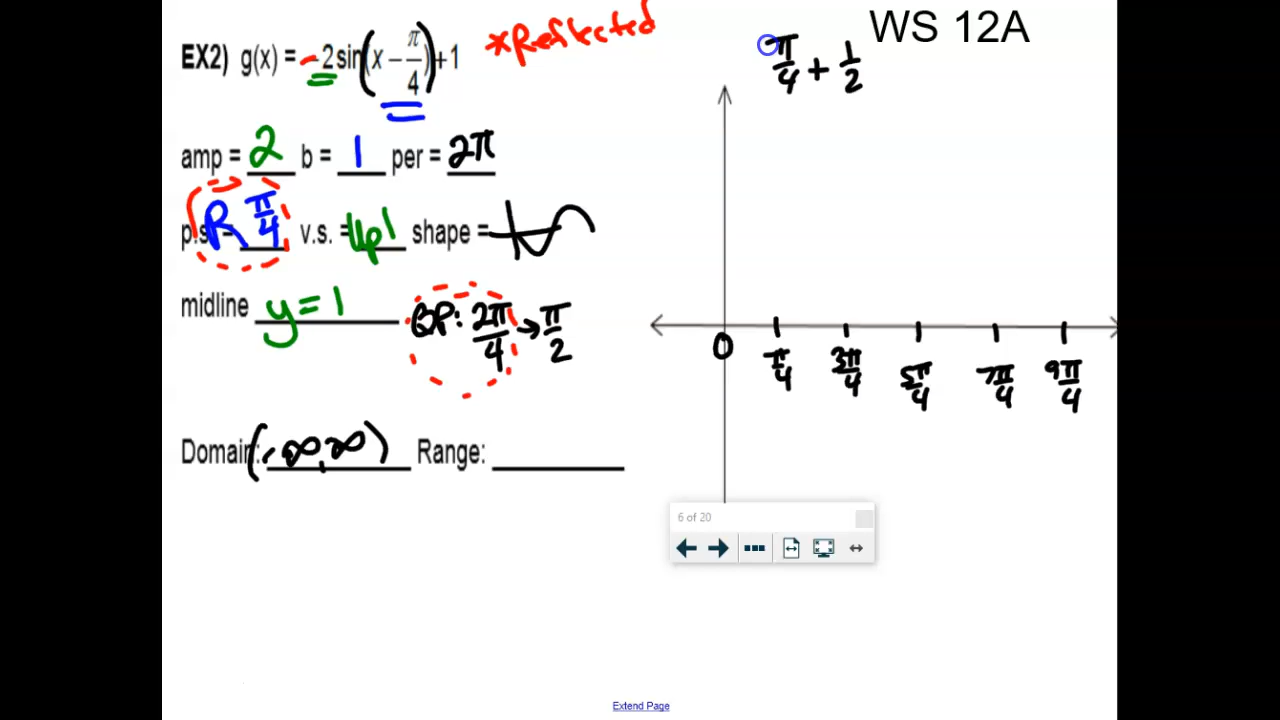 WS 12A
EX2) g(x) = -2sin(x - π/4) + 1
*Reflected
π/4 + 1/2
amp = 2 b = 1 per = 2π
p.s. = R π/4 v.s. = Up 1 shape =
midline y = 1
BP: 2π/4 → π/2
0 π/4 3π/4 5π/4 7π/4 9π/4
Domain: (-∞, ∞) Range:
6 of 20
Extend Page